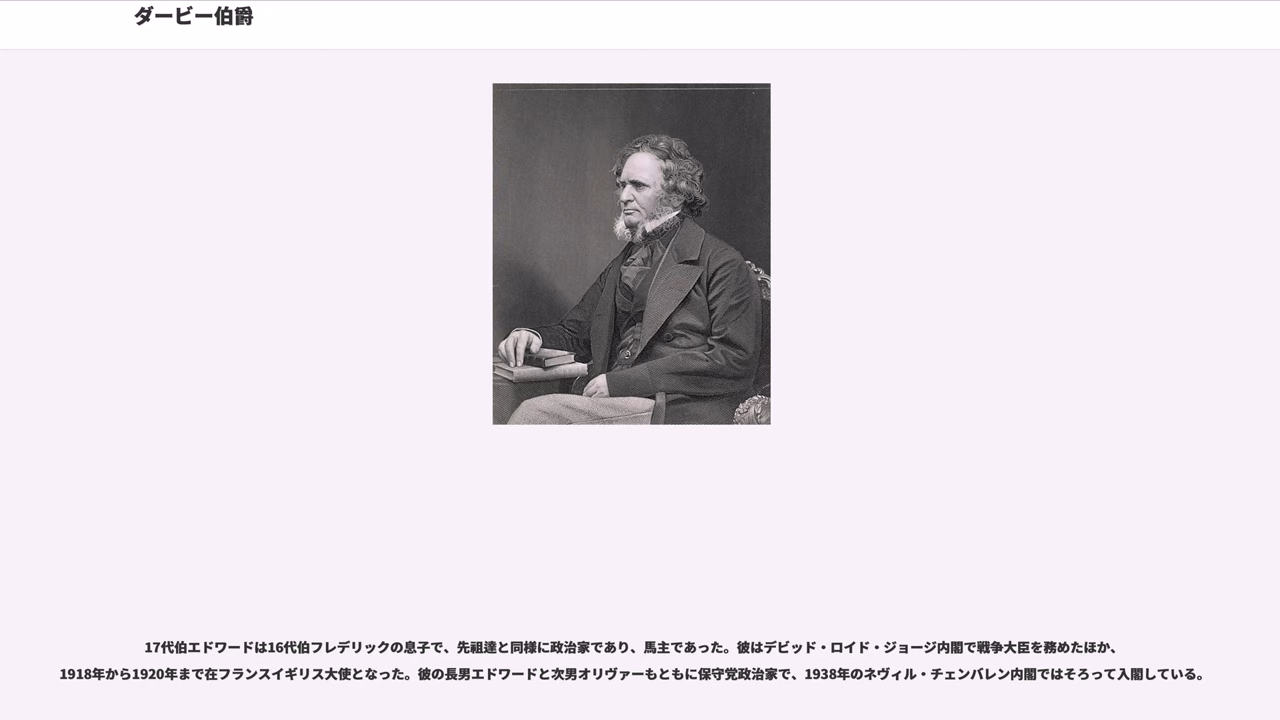 ダービー伯爵
17代伯エドワードは16代伯フレデリックの息子で、先祖達と同様に政治家であり、馬主であった。彼はデビッド・ロイド・ジョージ内閣で戦争大臣を務めたほか、
1918年から1920年まで在フランスイギリス大使となった。彼の長男エドワードと次男オリヴァーもともに保守党政治家で、1938年のネヴィル・チェンバレン内閣ではそろって入閣している。